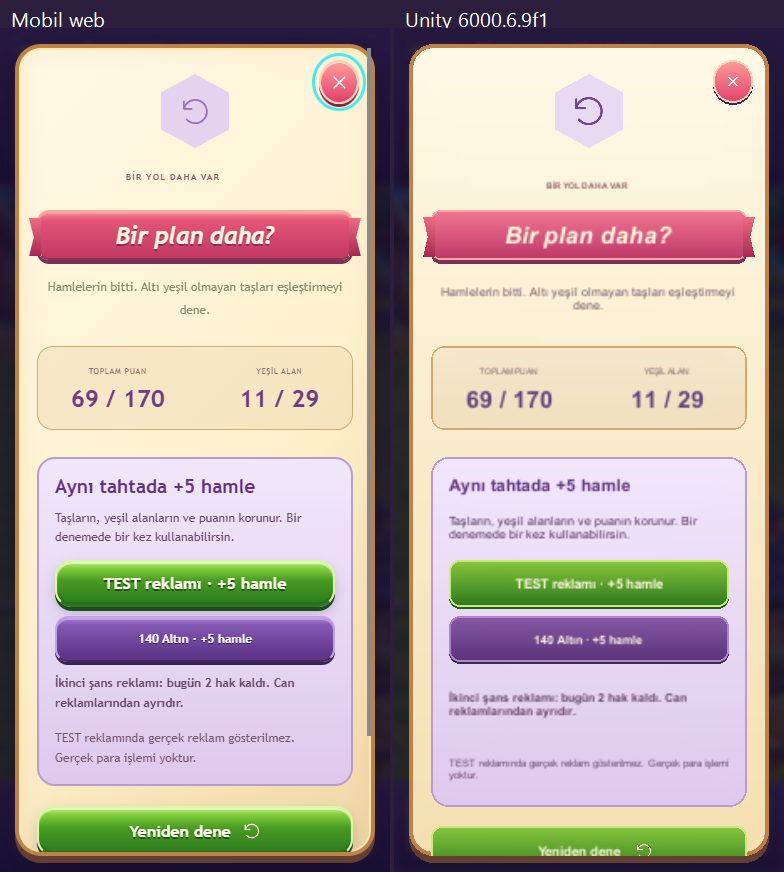 Mobil web
BİR YOL DAHA VAR
Bir plan daha?
Hamlelerin bitti. Altı yeşil olmayan taşları eşleştirmeyi
dene.
TOPLAM PUAN
YEŞİL ALAN
69 / 170
11 / 29
Aynı tahtada +5 hamle
Taşların, yeşil alanların ve puanın korunur. Bir
denemede bir kez kullanabilirsin.
TEST reklamı · +5 hamle
140 Altın · +5 hamle
İkinci şans reklamı: bugün 2 hak kaldı. Can
reklamlarından ayrıdır.
TEST reklamında gerçek reklam gösterilmez.
Gerçek para işlemi yoktur.
Yeniden dene
Unity 6000.6.9f1
BİR YOL DAHA VAR
Bir plan daha?
Hamlelerin bitti. Altı yeşil olmayan taşları eşleştirmeyi
dene.
TOPLAM PUAN
YEŞİL ALAN
69 / 170
11 / 29
Aynı tahtada +5 hamle
Taşların, yeşil alanların ve puanın korunur. Bir
denemede bir kez kullanabilirsin.
TEST reklamı · +5 hamle
140 Altın · +5 hamle
İkinci şans reklamı: bugün 2 hak kaldı. Can
reklamlarından ayrıdır.
TEST reklamında gerçek reklam gösterilmez. Gerçek para işlemi
yoktur.
Yeniden dene